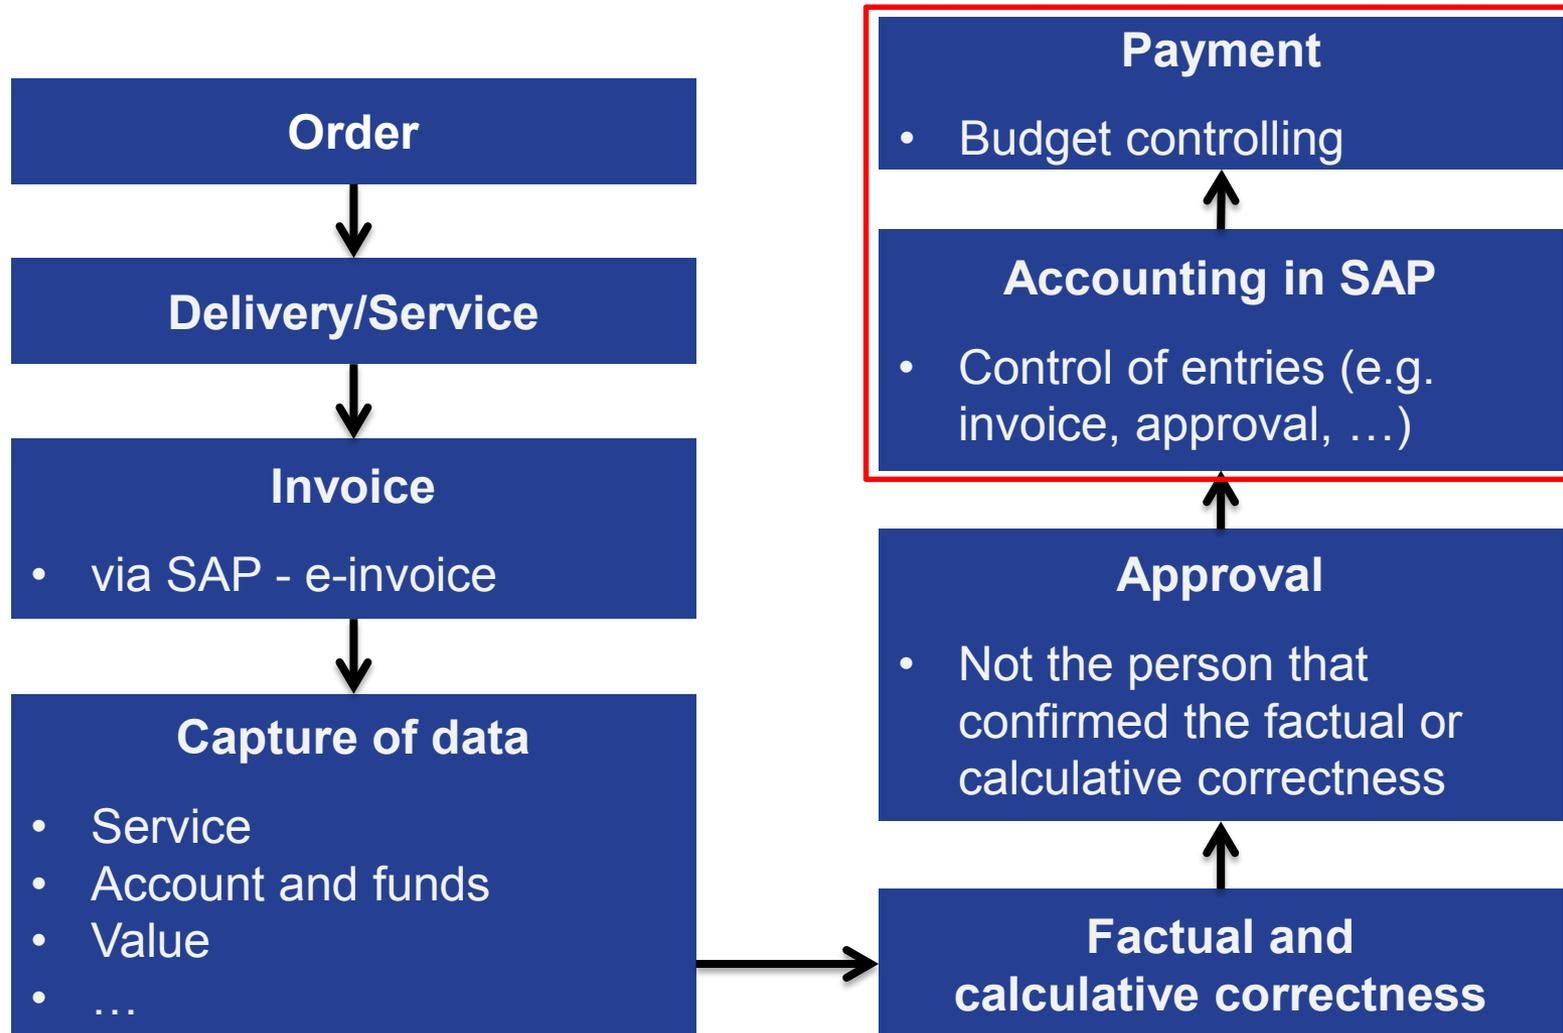 Order
Delivery/Service
Invoice
• via SAP - e-invoice
Capture of data
• Service
• Account and funds
• Value
• …
Factual and
calculative correctness
Approval
• Not the person that
confirmed the factual or
calculative correctness
Accounting in SAP
• Control of entries (e.g.
invoice, approval, …)
Payment
• Budget controlling